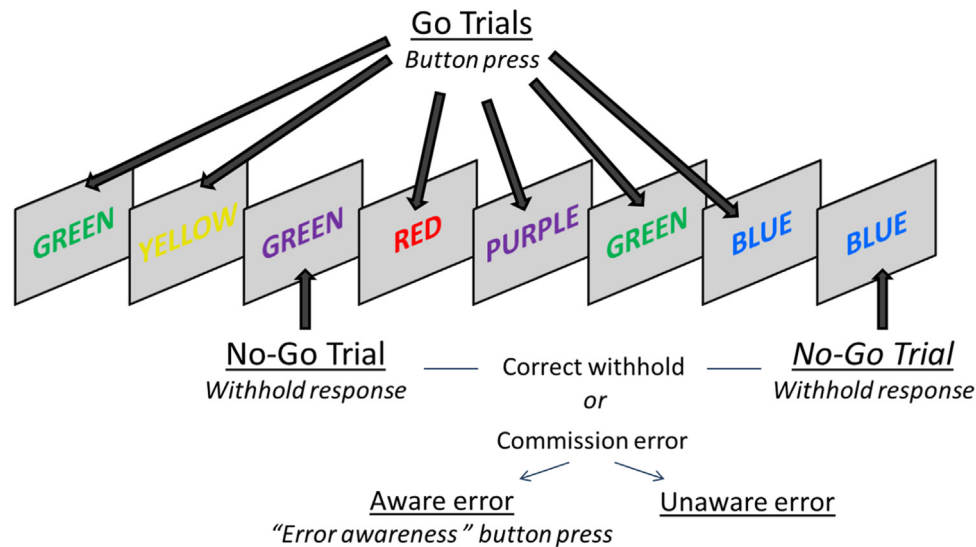 Go Trials
Button press
GREEN
YELLOW
GREEN
RED
PURPLE
GREEN
BLUE
BLUE
No-Go Trial
Withhold response
Correct withhold
or
Commission error
No-Go Trial
Withhold response
Aware error
"Error awareness" button press
Unaware error